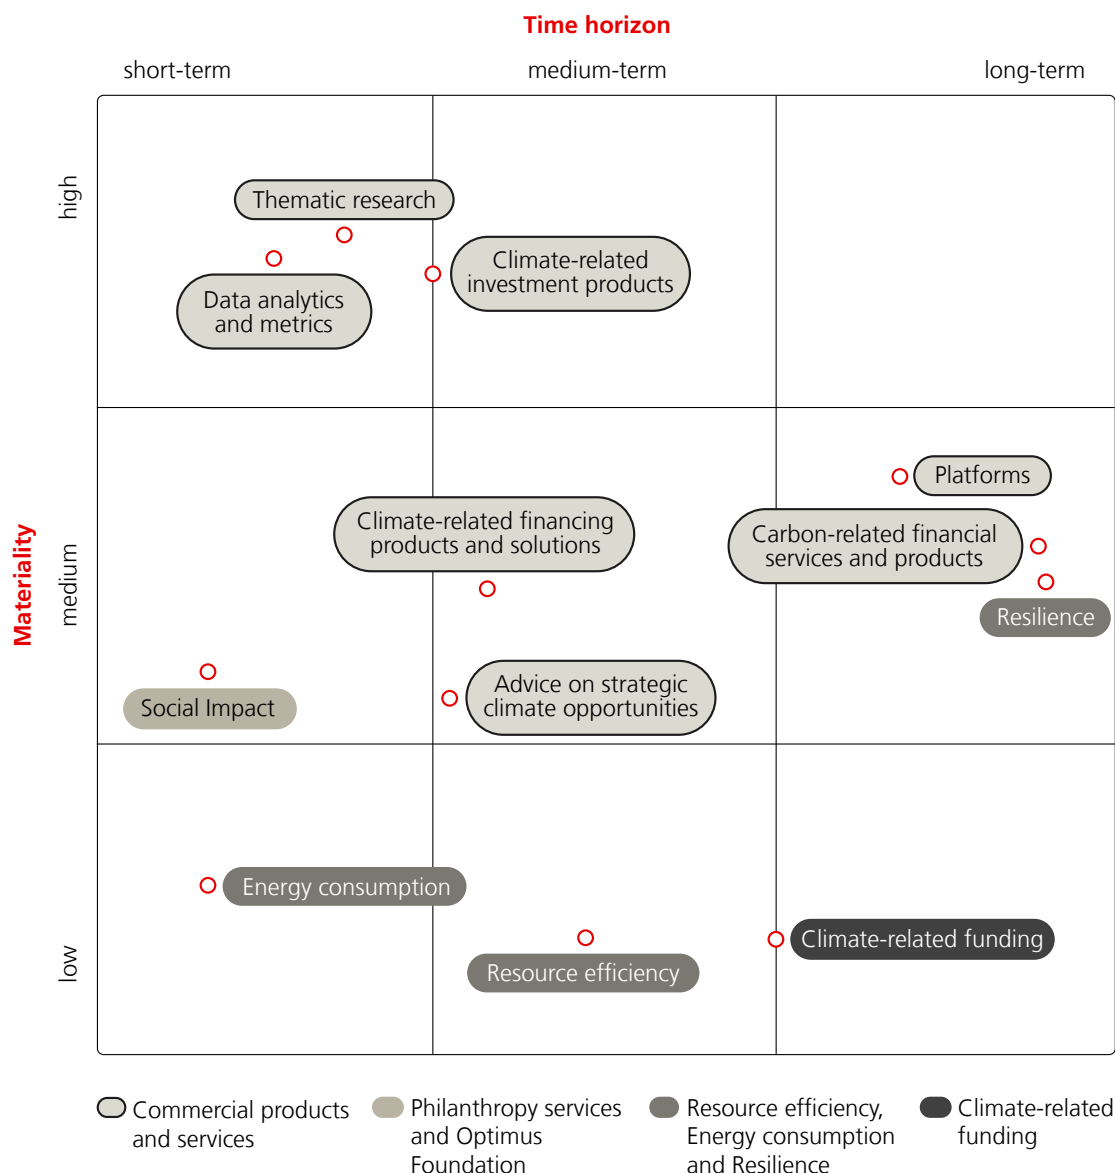 Time horizon
short-term
medium-term
long-term
Materiality
high
Thematic research
Climate-related
investment products
Data analytics
and metrics
medium
Platforms
Climate-related financing
products and solutions
Carbon-related financial
services and products
Resilience
Social Impact
Advice on strategic
climate opportunities
low
Energy consumption
Resource efficiency
Climate-related funding
Commercial products
and services
Philanthropy services
and Optimus
Foundation
Resource efficiency,
Energy consumption
and Resilience
Climate-related
funding